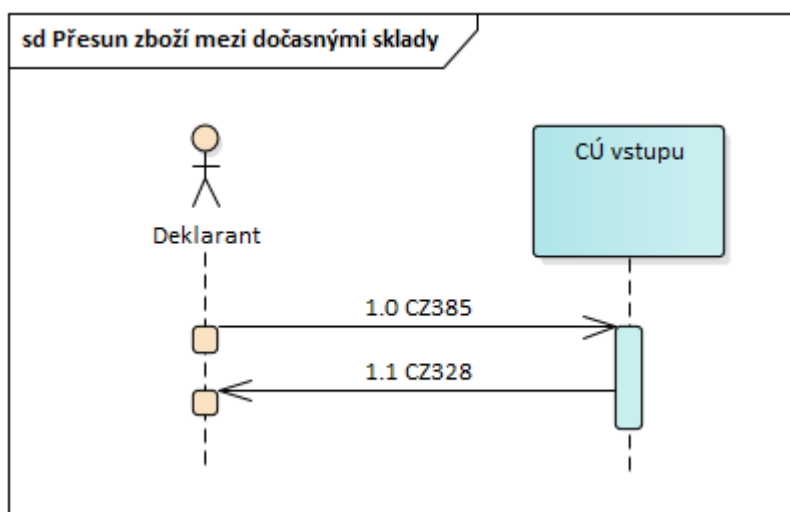 sd Přesun zboží mezi dočasnými sklady
CÚ vstupu
Deklarant
1.0 CZ385
1.1 CZ328